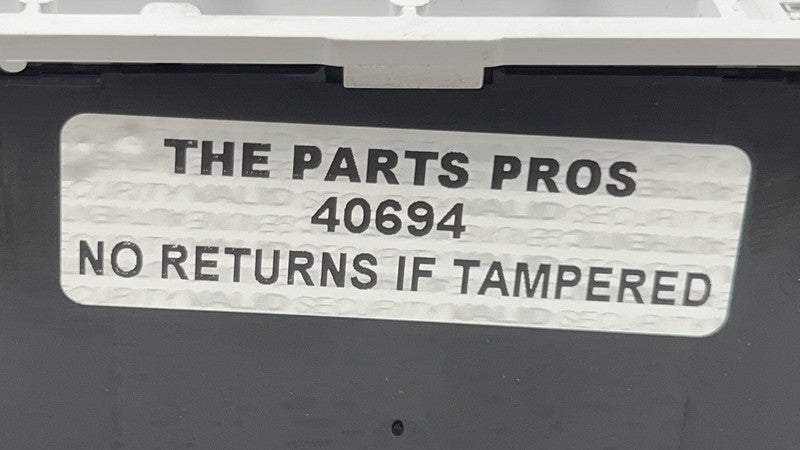 THE PARTS PROS
40694
NO RETURNS IF TAMPERED